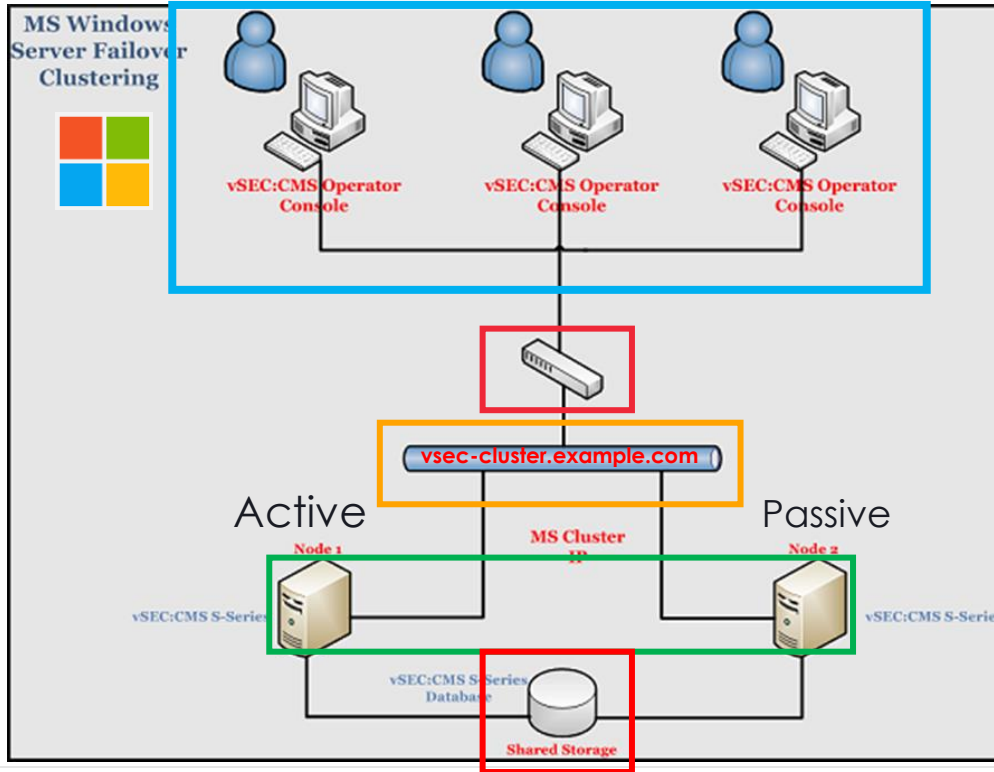 MS Windows
Server Failover
Clustering
vSEC:CMS Operator
Console
vSEC:CMS Operator
Console
vSEC:CMS Operator
Console
vsec-cluster.example.com
Active
Passive
MS Cluster
IP
Node 1
Node 2
vSEC:CMS S-Series
vSEC:CMS S-Serie
vSEC:CMS S-Series
Database
Shared Storage